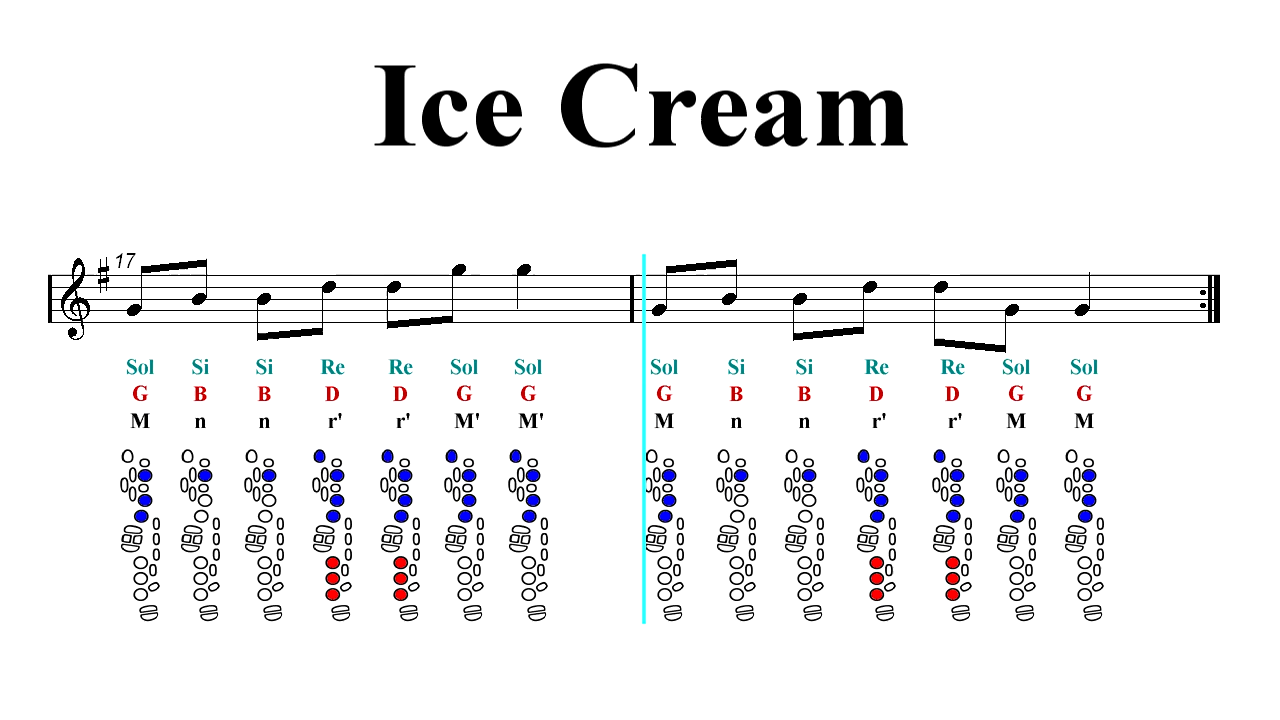 Ice Cream
17
Sol Si Si Re Re Sol Sol Sol Si Si Re Re Sol Sol
G B B D D G G G B B D D G G
M n n r' r' M' M' M n n r' r' M M